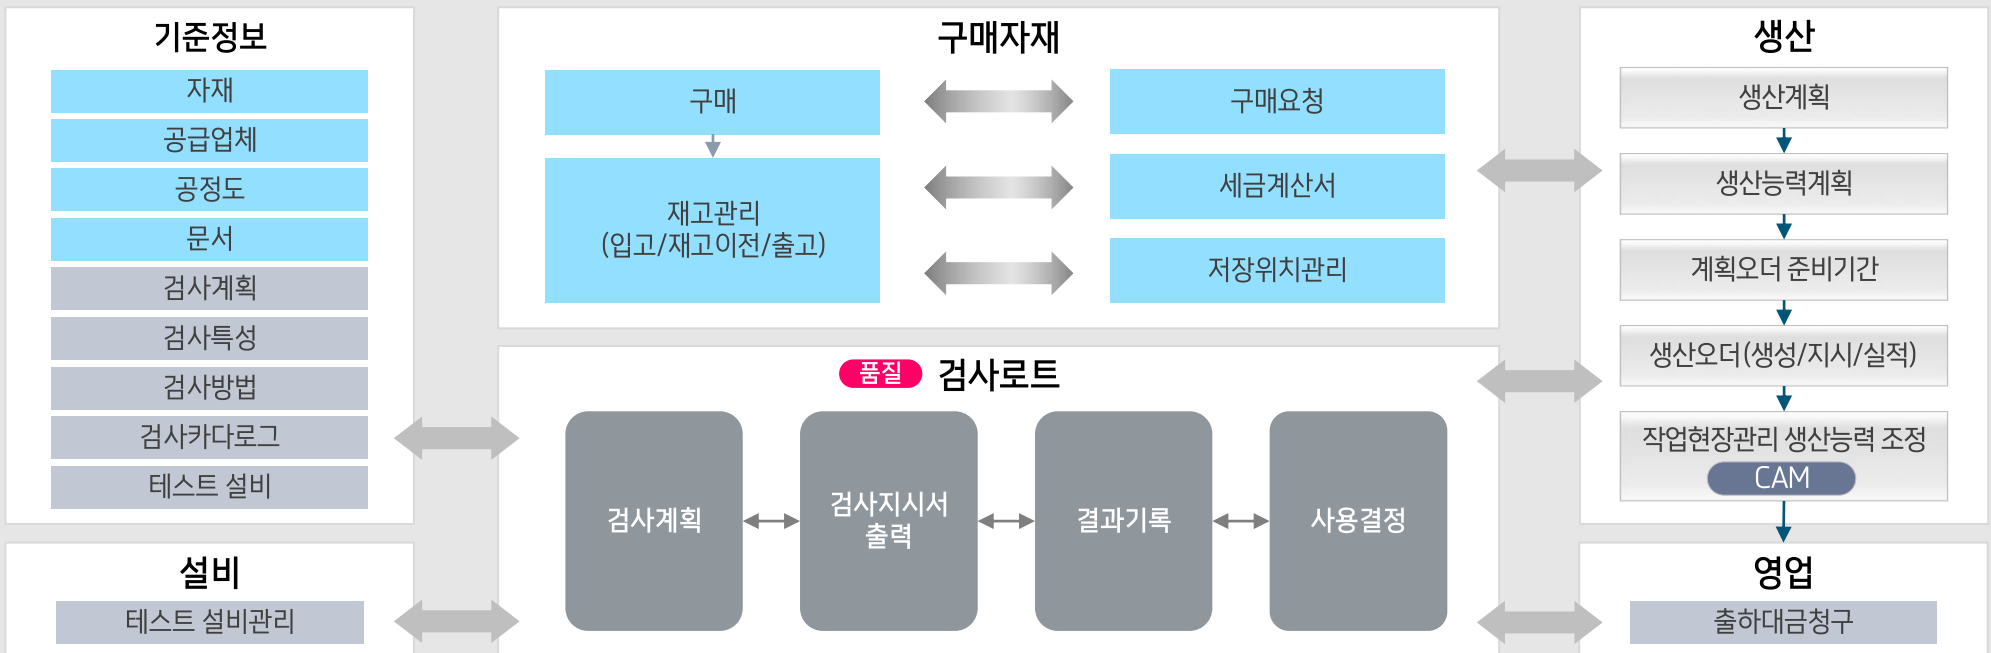 기준정보
자재
공급업체
공정도
문서
검사계획
검사특성
검사방법
검사카다로그
테스트 설비
설비
테스트 설비관리
구매자재
구매
재고관리
(입고/재고이전/출고)
구매요청
세금계산서
저장위치관리
품질 검사로트
검사계획
검사지시서
출력
결과기록
사용결정
생산
생산계획
생산능력계획
계획오더 준비기간
생산오더(생성/지시/실적)
작업현장관리 생산능력 조정
CAM
영업
출하대금청구